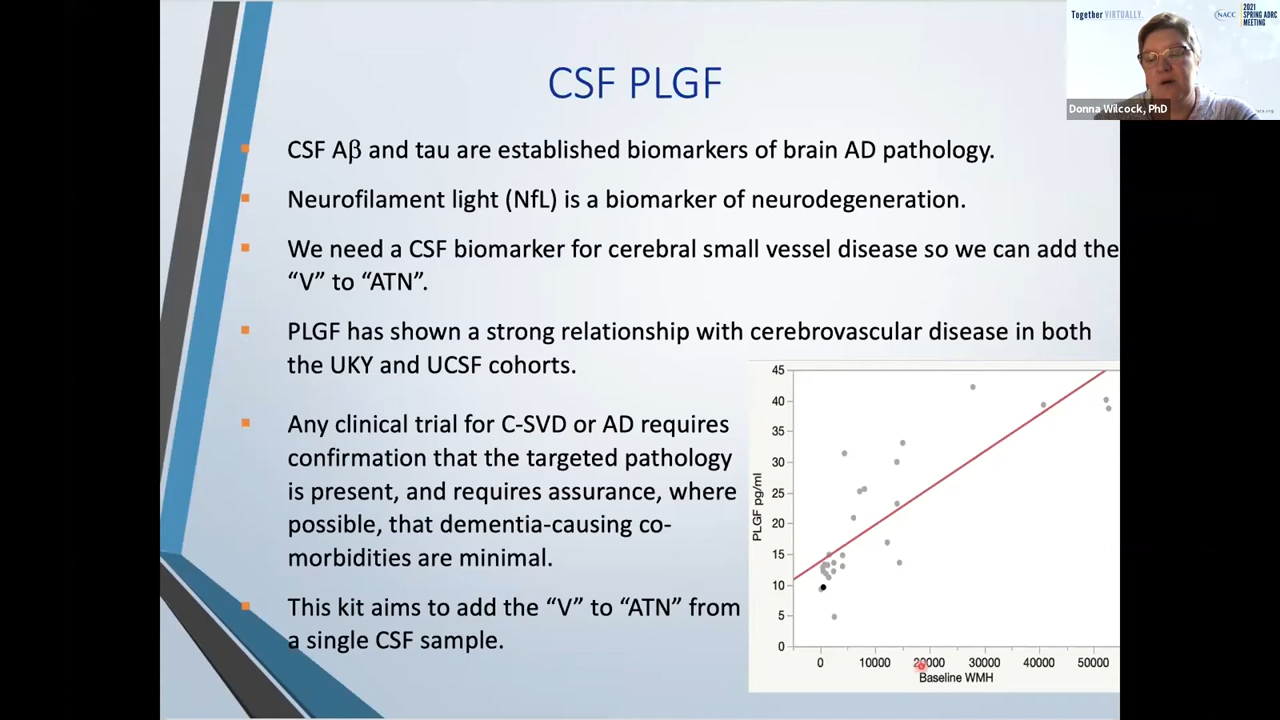 Together VIRTUALLY.
NACC
2021
SPRING ADRC
MEETING
Donna Wilcock, PhD
CSF PLGF
CSF Aβ and tau are established biomarkers of brain AD pathology.
Neurofilament light (NfL) is a biomarker of neurodegeneration.
We need a CSF biomarker for cerebral small vessel disease so we can add the
“V” to “ATN”.
PLGF has shown a strong relationship with cerebrovascular disease in both
the UKY and UCSF cohorts.
Any clinical trial for C-SVD or AD requires
confirmation that the targeted pathology
is present, and requires assurance, where
possible, that dementia-causing co-
morbidities are minimal.
This kit aims to add the “V” to “ATN” from
a single CSF sample.
PLGF pg/ml
45
40
35
30
25
20
15
10
5
0
0 10000 20000 30000 40000 50000
Baseline WMH